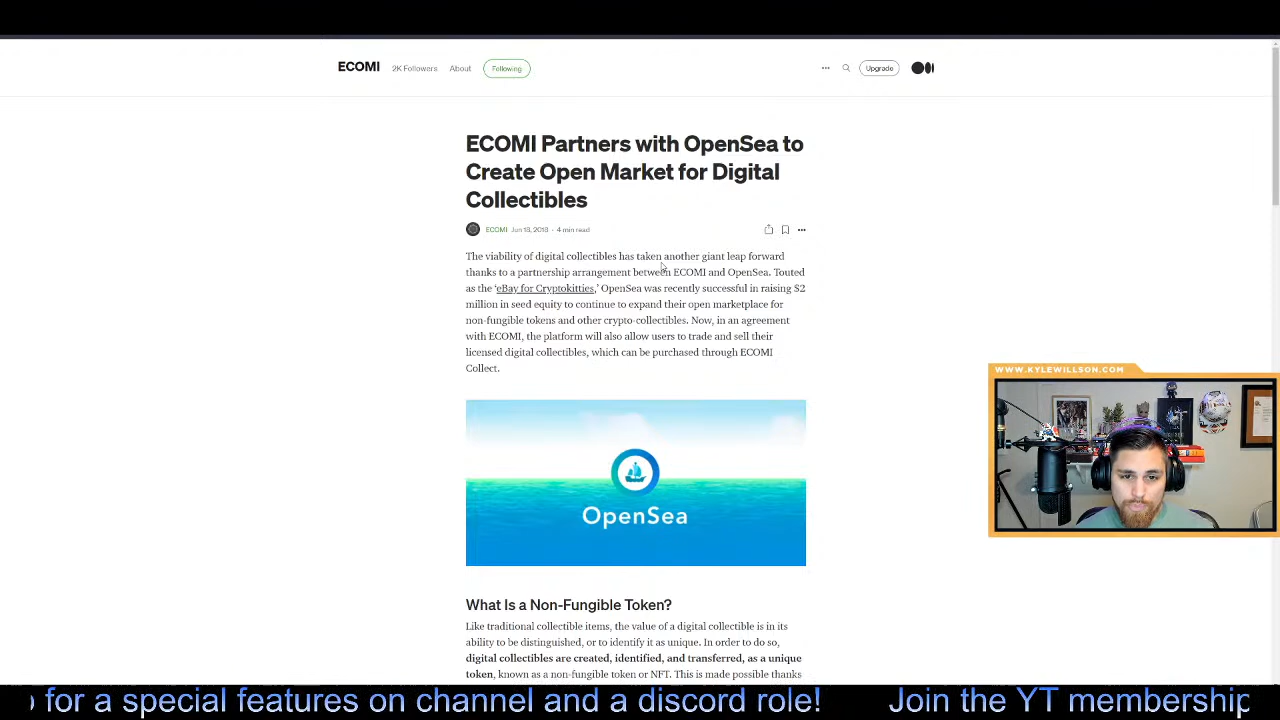 ECOMI 2K Followers About Following Upgrade
ECOMI Partners with OpenSea to
Create Open Market for Digital
Collectibles
ECOMI Jun 18, 2018 · 4 min read
The viability of digital collectibles has taken another giant leap forward
thanks to a partnership arrangement between ECOMI and OpenSea. Touted
as the ‘eBay for Cryptokitties,’ OpenSea was recently successful in raising $2
million in seed equity to continue to expand their open marketplace for
non-fungible tokens and other crypto-collectibles. Now, in an agreement
with ECOMI, the platform will also allow users to trade and sell their
licensed digital collectibles, which can be purchased through ECOMI
Collect.
WWW.KYLEWILLSON.COM
OpenSea
What Is a Non-Fungible Token?
Like traditional collectible items, the value of a digital collectible is in its
ability to be distinguished, or to identify it as unique. In order to do so,
digital collectibles are created, identified, and transferred, as a unique
token, known as a non-fungible token or NFT. This is made possible thanks
for a special features on channel and a discord role! Join the YT membership